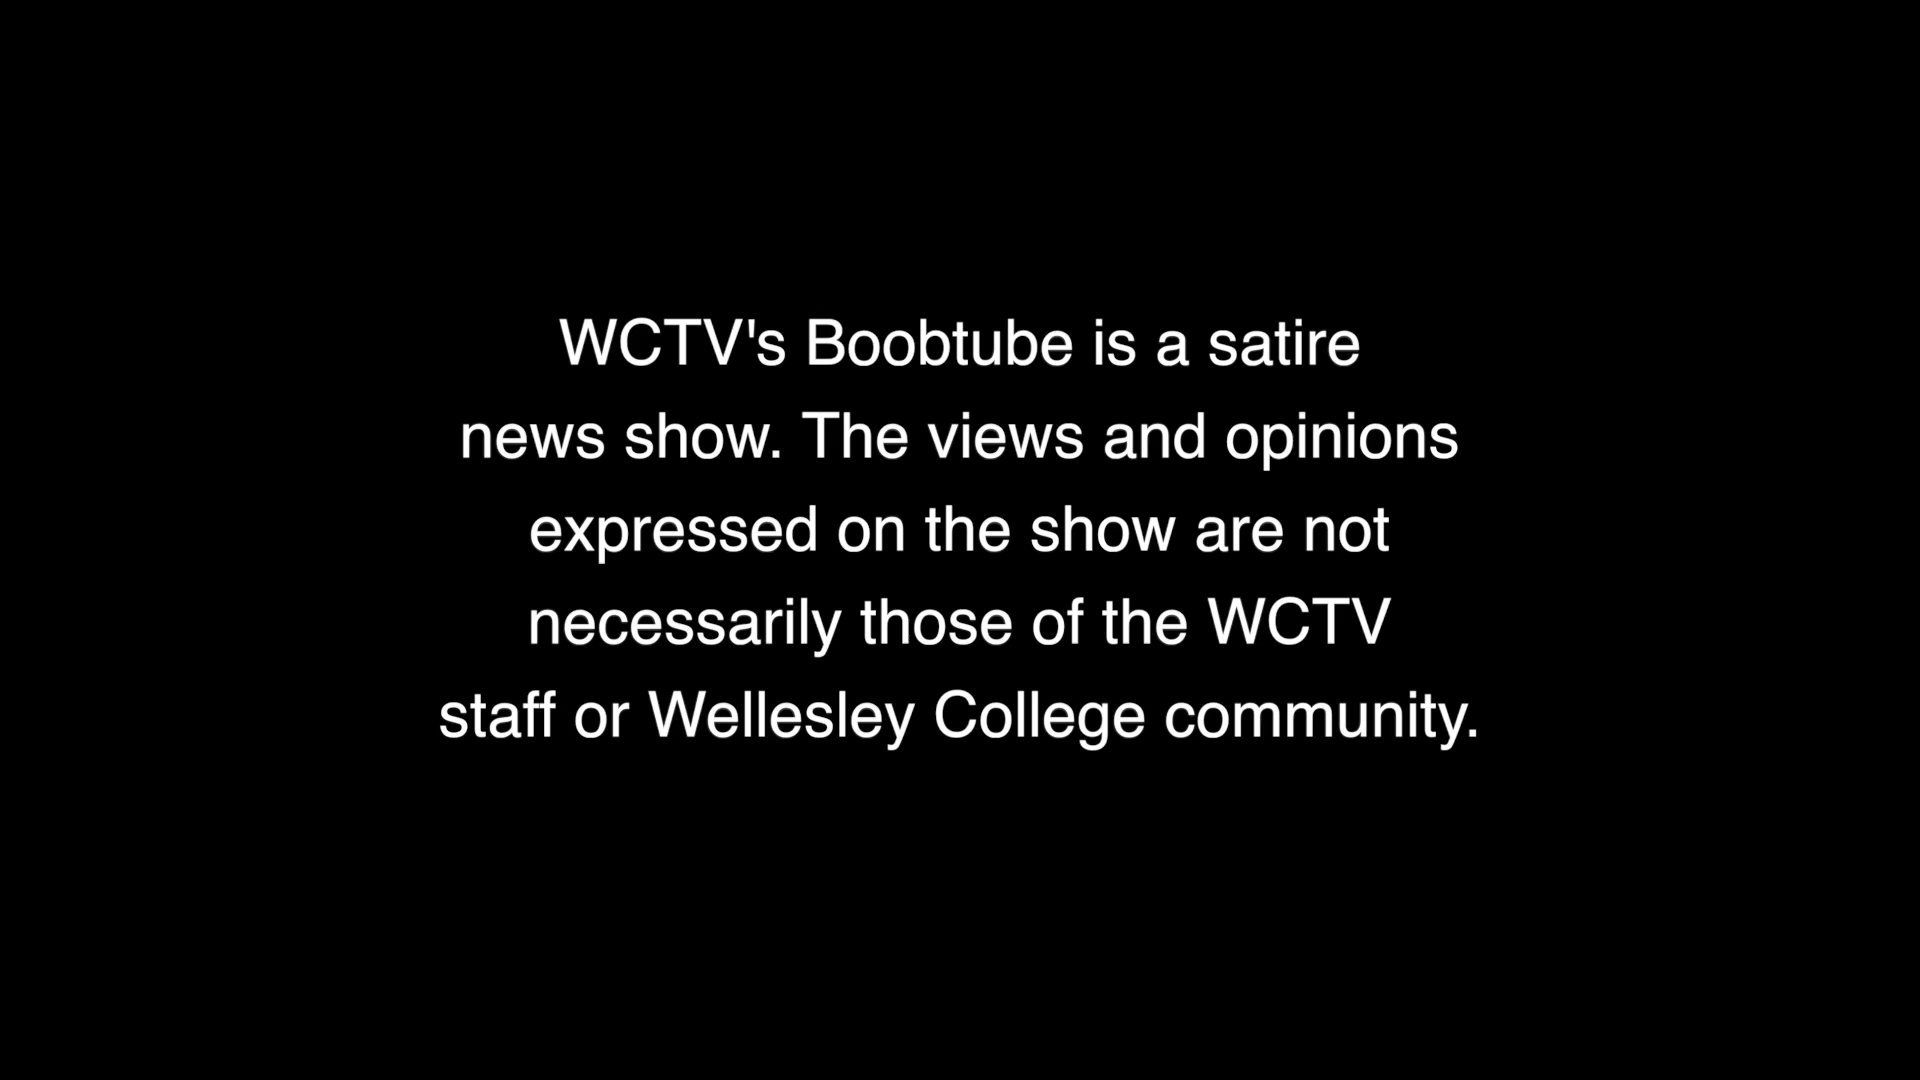 WCTV's Boobtube is a satire
news show. The views and opinions
expressed on the show are not
necessarily those of the WCTV
staff or Wellesley College community.